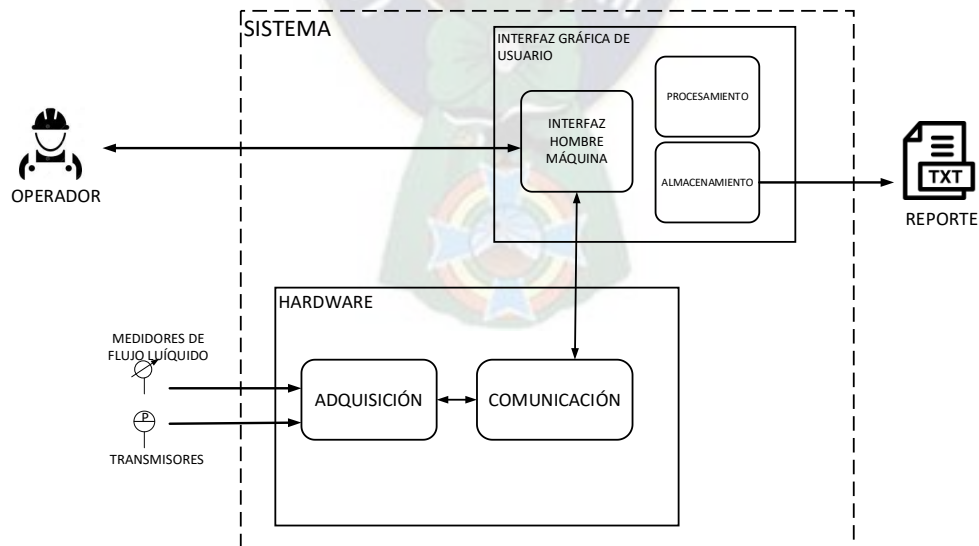 SISTEMA
INTERFAZ GRÁFICA DE
USUARIO
PROCESAMIENTO
INTERFAZ
HOMBRE
MÁQUINA
ALMACENAMIENTO
OPERADOR
TXT
REPORTE
HARDWARE
MEDIDORES DE
FLUJO LUÍQUIDO
ADQUISICIÓN
COMUNICACIÓN
P
TRANSMISORES